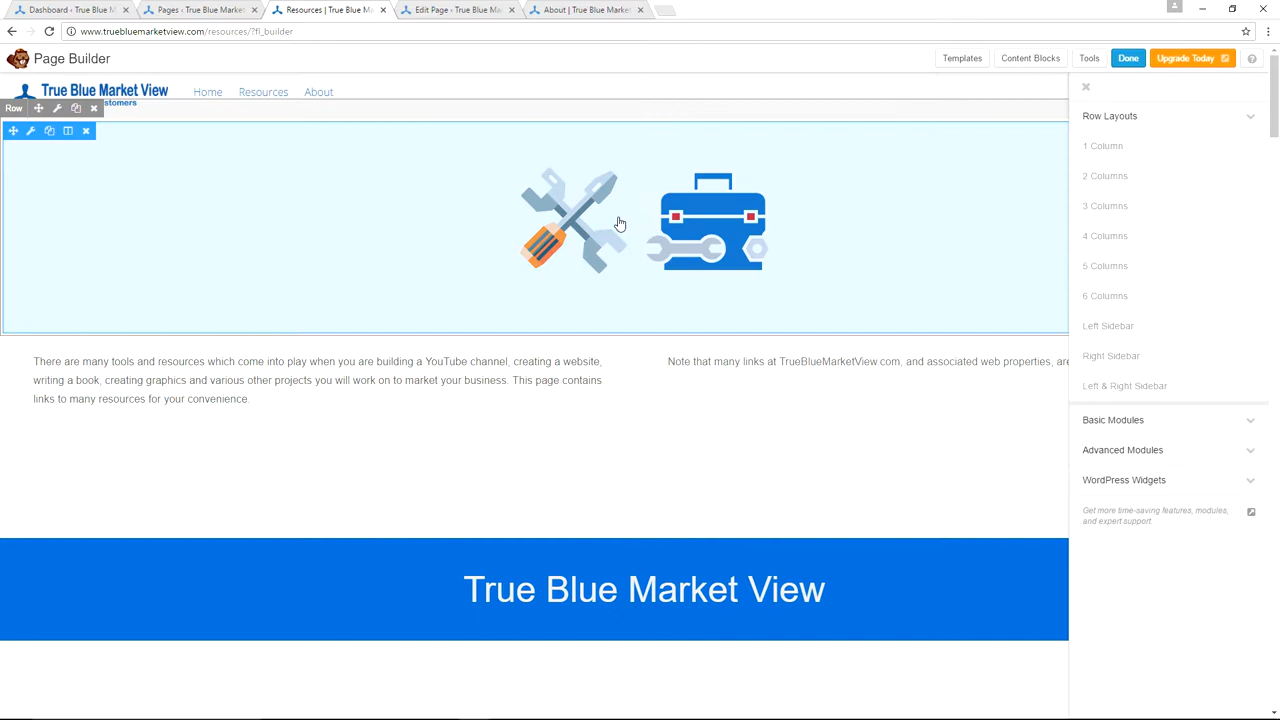 Dashboard ‹ True Blue M
Pages ‹ True Blue Market
Resources | True Blue Ma
Edit Page ‹ True Blue Ma
About | True Blue Market
www.truebluemarketview.com/resources/?fl_builder
Page Builder
Templates
Content Blocks
Tools
Done
Upgrade Today
True Blue Market View
stomers
Home
Resources
About
Row
Row Layouts
1 Column
2 Columns
3 Columns
4 Columns
5 Columns
6 Columns
Left Sidebar
Right Sidebar
Left & Right Sidebar
Basic Modules
Advanced Modules
WordPress Widgets
Get more time-saving features, modules,
and expert support.
There are many tools and resources which come into play when you are building a YouTube channel, creating a website,
writing a book, creating graphics and various other projects you will work on to market your business. This page contains
links to many resources for your convenience.
Note that many links at TrueBlueMarketView.com, and associated web properties, are
True Blue Market View